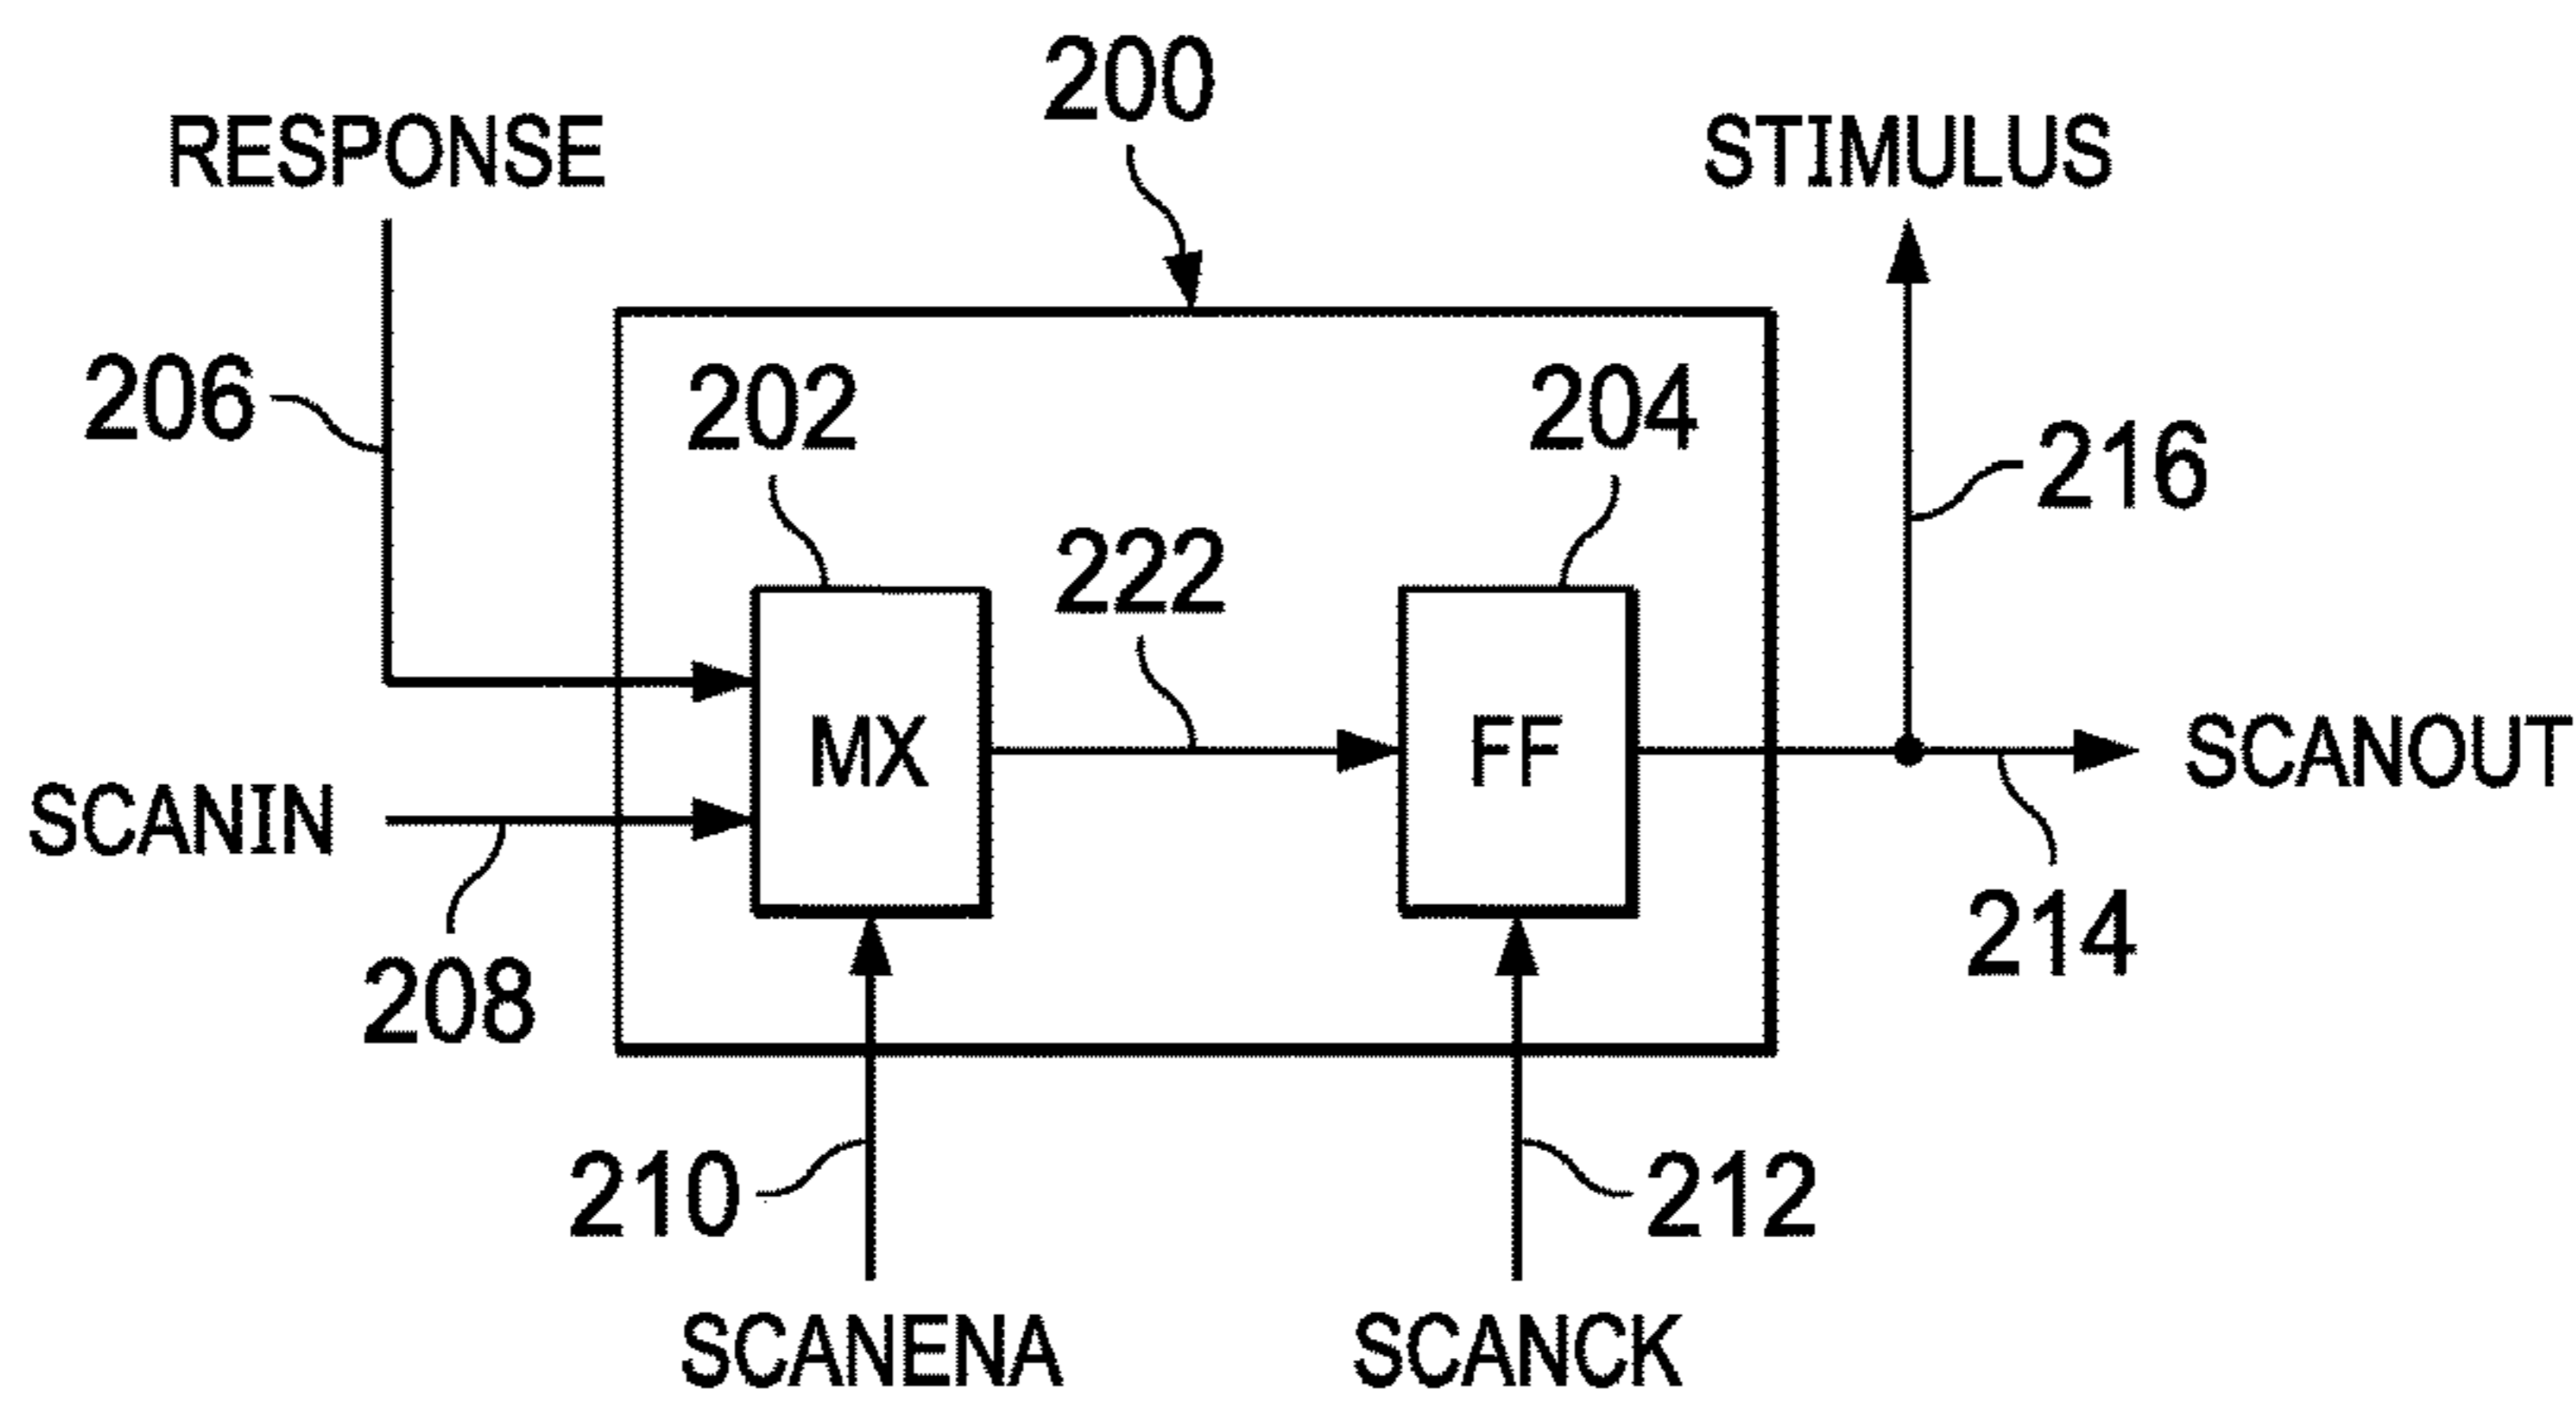 200
RESPONSE
STIMULUS
206
202
204
216
222
MX
FF
SCANOUT
SCANIN
208
214
210
212
SCANENA
SCANCK